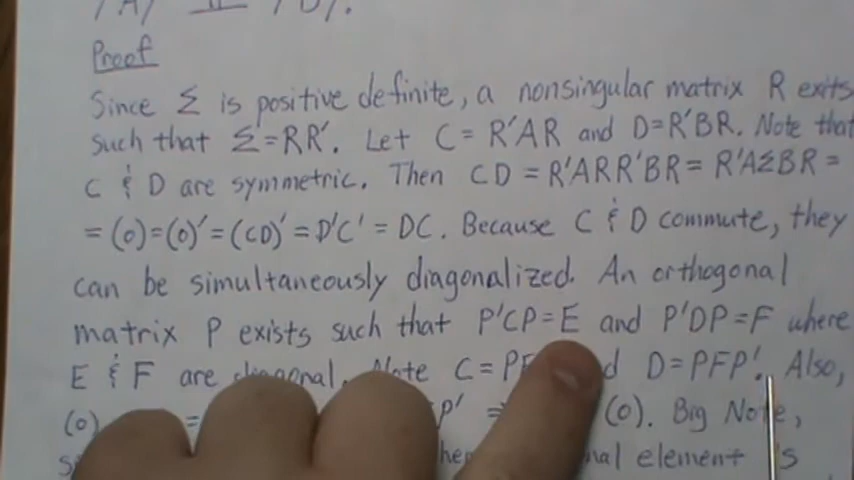 Proof
Since Σ is positive definite, a nonsingular matrix R exits
such that Σ=RR'. Let C = R'AR and D=R'BR. Note that
C & D are symmetric. Then CD = R'ARR'BR = R'AΣBR =
= (0)=(0)' = (CD)' = D'C' = DC. Because C & D commute, they
can be simultaneously diagonalized. An orthogonal
matrix P exists such that P'CP=E and P'DP=F where
E & F are diagonal. Note C = D=PFP'. Also,
(0) = P' (0). Big Note,
element is